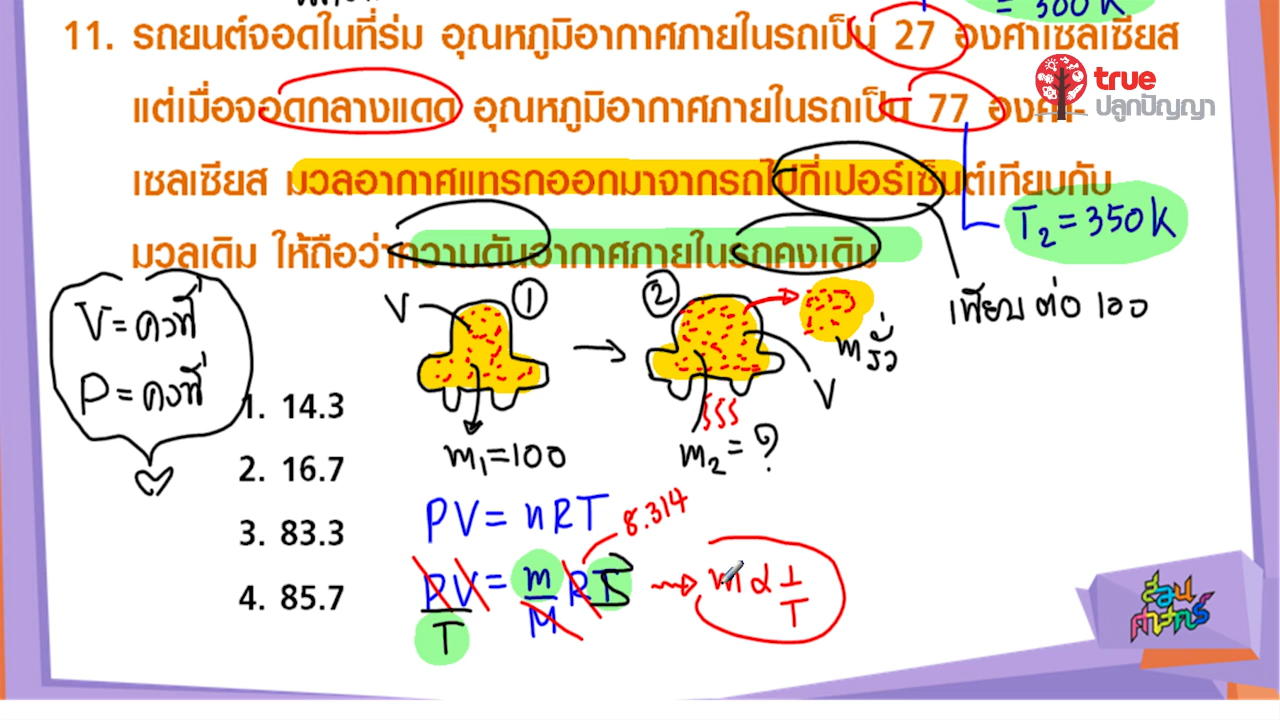 = 300 K
11. รถยนต์จอดในที่ร่ม อุณหภูมิอากาศภายในรถเป็น 27 องศาเซลเซียส
true
ปลูกปัญญา
แต่เมื่อจอดกลางแดด อุณหภูมิอากาศภายในรถเป็น 77 องศา-
เซลเซียส มวลอากาศแทรกออกมาจากรถไปกี่เปอร์เซ็นต์เทียบกับ
T2 = 350 K
มวลเดิม ให้ถือว่าความดันอากาศภายในรถคงเดิม
V = คงที่
P = คงที่
V ① ②
เทียบ ต่อ 100
m รั่ว
V
1. 14.3
m1 = 100 m2 = ?
2. 16.7
PV = nRT
8.314
3. 83.3
PV/T = m/M RT m α 1/T
4. 85.7
สอนศาสตร์